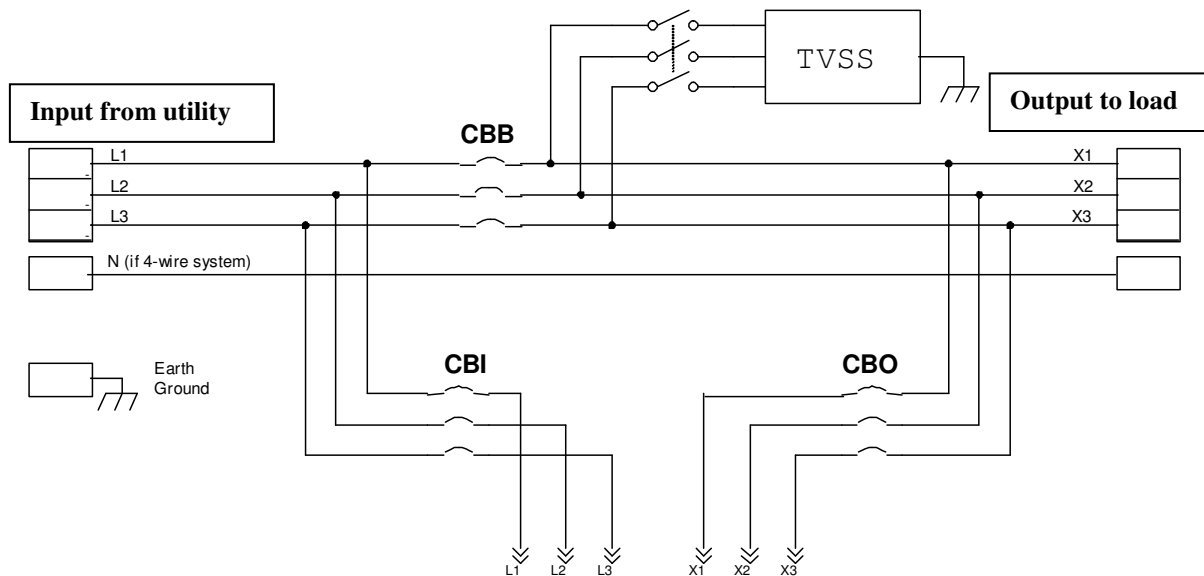 TVSS
Input from utility
Output to load
CBB
L1
X1
L2
X2
L3
X3
N (if 4-wire system)
CBI
CBO
Earth
Ground
L1
L2
L3
X1
X2
X3